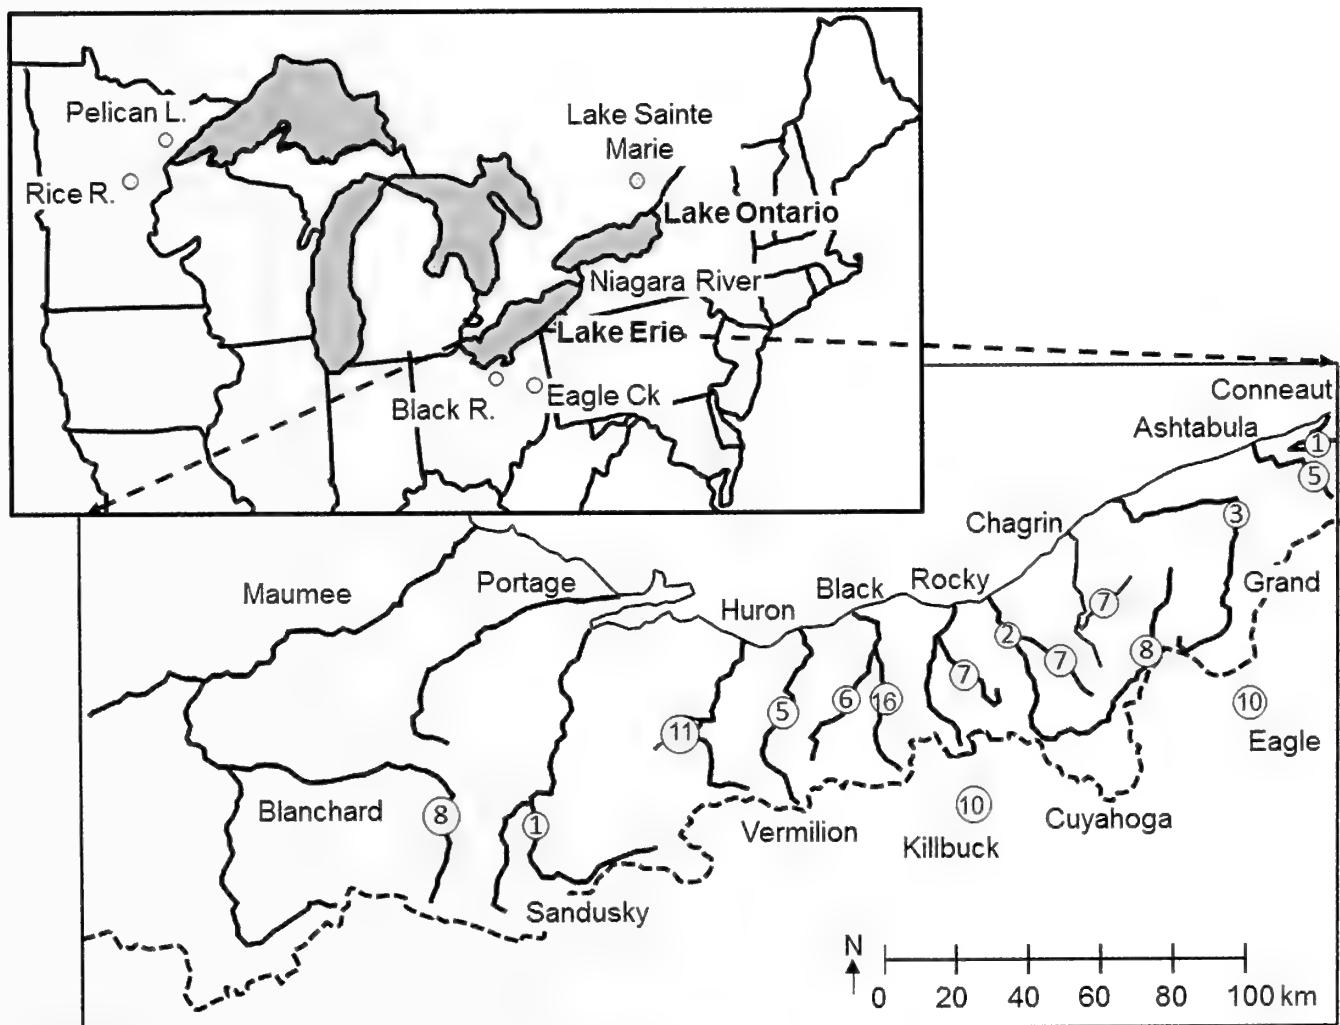 Pelican L.
Lake Sainte
Marie
Rice R.
Lake Ontario
Niagara River
Lake Erie
Black R.
Eagle Ck
Conneaut
Ashtabula
1
5
3
Chagrin
Maumee
Portage
Black
Rocky
Grand
Huron
7
2
7
8
7
6
16
5
11
10
Eagle
Blanchard
8
1
10
Vermilion
Killbuck
Cuyahoga
Sandusky
N
0 20 40 60 80 100 km